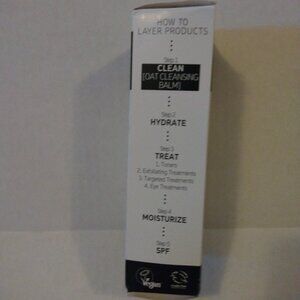 HOW TO
LAYER PRODUCTS
Step 1
CLEAN
[OAT CLEANSING
BALM]
Step 2
HYDRATE
Step 3
TREAT
1. Toners
2. Exfoliating Treatments
3. Targeted Treatments
4. Eye Treatments
Step 4
MOISTURIZE
Step 5
SPF
Vegan